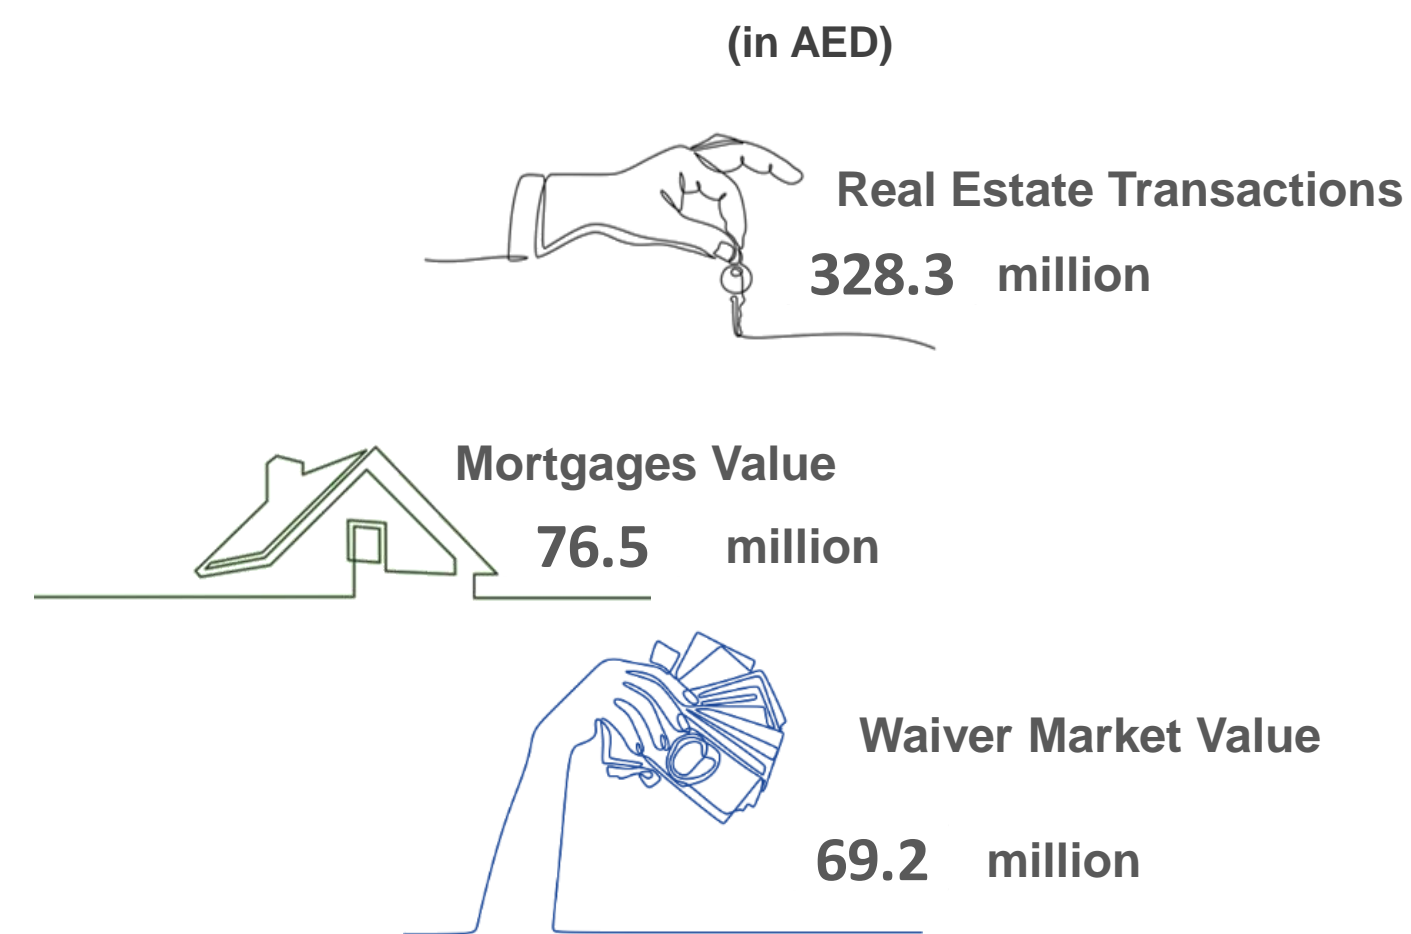 (in AED)
Real Estate Transactions
328.3 million
Mortgages Value
76.5 million
Waiver Market Value
69.2 million